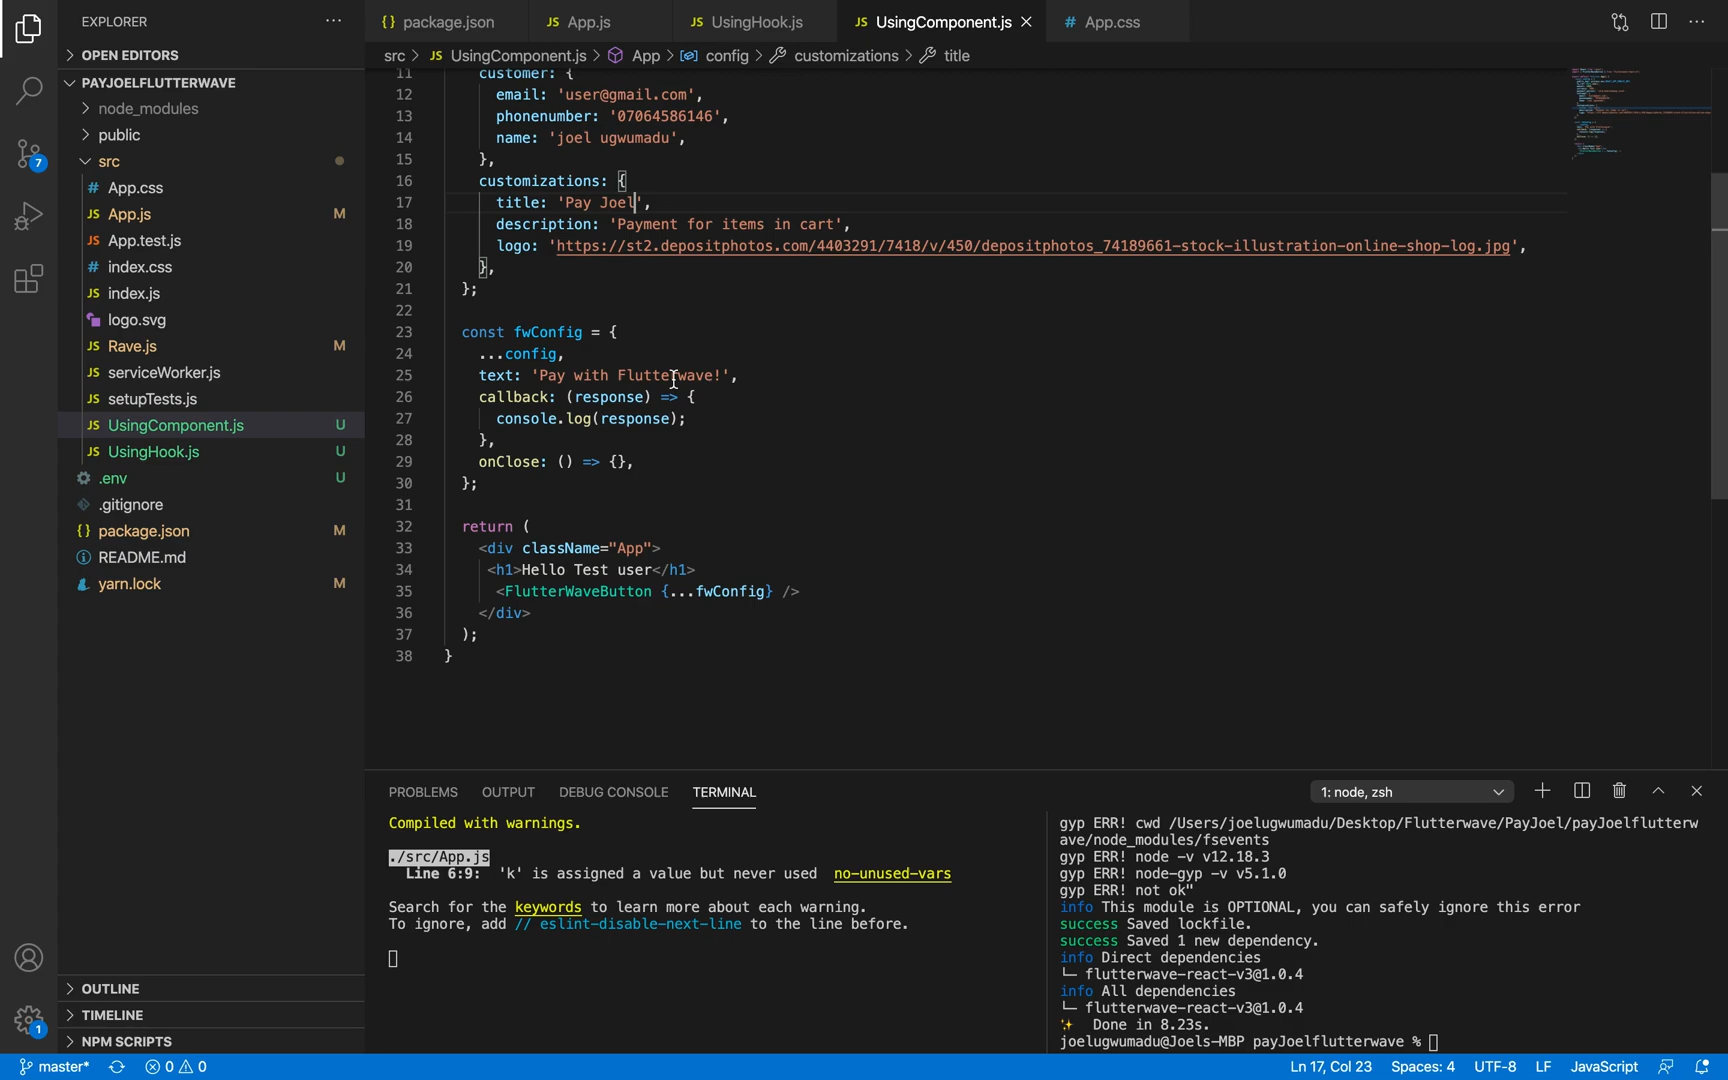 EXPLORER
OPEN EDITORS
PAYJOELFLUTTERWAVE
node_modules
public
src
# App.css
JS App.js M
JS App.test.js
# index.css
JS index.js
logo.svg
JS Rave.js M
JS serviceWorker.js
JS setupTests.js
JS UsingComponent.js U
JS UsingHook.js U
.env U
.gitignore
{} package.json M
README.md
yarn.lock M
OUTLINE
TIMELINE
NPM SCRIPTS
7
1
{} package.json JS App.js JS UsingHook.js JS UsingComponent.js # App.css
src > JS UsingComponent.js > App > config > customizations > title
11 customer: {
12 email: 'user@gmail.com',
13 phonenumber: '07064586146',
14 name: 'joel ugwumadu',
15 },
16 customizations: {
17 title: 'Pay Joel',
18 description: 'Payment for items in cart',
19 logo: 'https://st2.depositphotos.com/4403291/7418/v/450/depositphotos_74189661-stock-illustration-online-shop-log.jpg',
20 },
21 };
22
23 const fwConfig = {
24 ...config,
25 text: 'Pay with Flutterwave!',
26 callback: (response) => {
27 console.log(response);
28 },
29 onClose: () => {},
30 };
31
32 return (
33 <div className="App">
34 <h1>Hello Test user</h1>
35 <FlutterWaveButton {...fwConfig} />
36 </div>
37 );
38 }
PROBLEMS OUTPUT DEBUG CONSOLE TERMINAL 1: node, zsh
Compiled with warnings.
./src/App.js
Line 6:9: 'k' is assigned a value but never used no-unused-vars
Search for the keywords to learn more about each warning.
To ignore, add // eslint-disable-next-line to the line before.
gyp ERR! cwd /Users/joelugwumadu/Desktop/Flutterwave/PayJoel/payJoelflutterw
ave/node_modules/fsevents
gyp ERR! node -v v12.18.3
gyp ERR! node-gyp -v v5.1.0
gyp ERR! not ok"
info This module is OPTIONAL, you can safely ignore this error
success Saved lockfile.
success Saved 1 new dependency.
info Direct dependencies
└─ flutterwave-react-v3@1.0.4
info All dependencies
└─ flutterwave-react-v3@1.0.4
✨ Done in 8.23s.
joelugwumadu@Joels-MBP payJoelflutterwave %
master* 0 0 Ln 17, Col 23 Spaces: 4 UTF-8 LF JavaScript